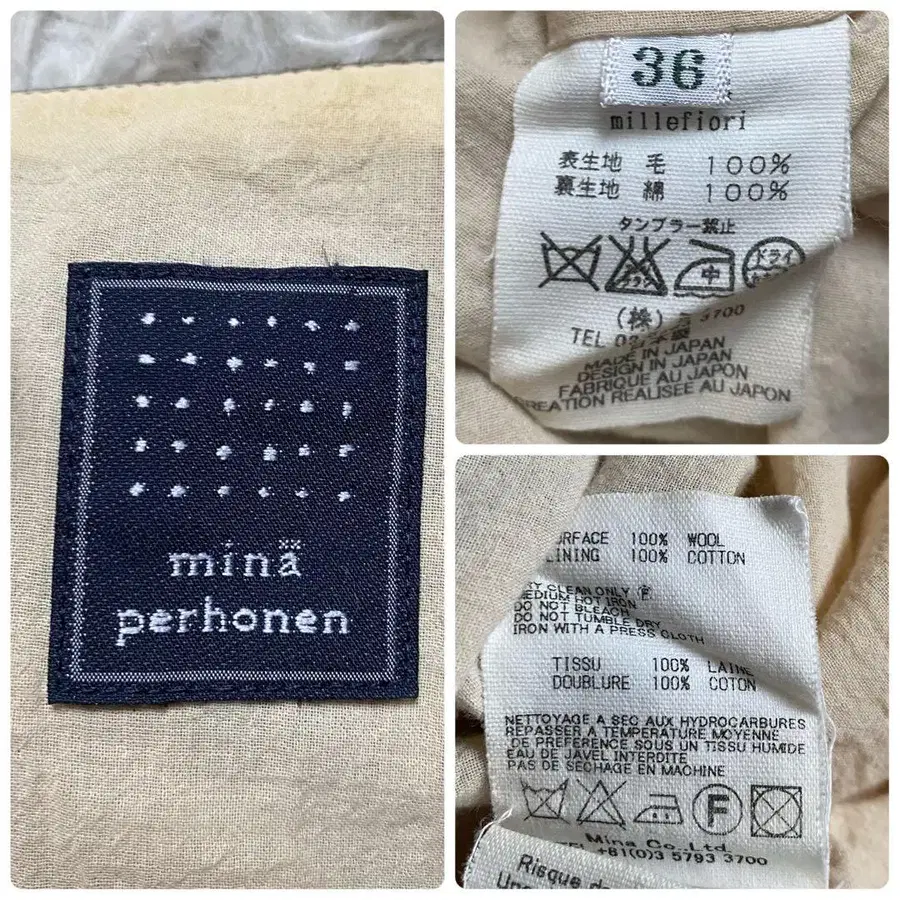 minä
perhonen
36
millefiori
表生地 毛 100%
裏生地 綿 100%
タンブラー禁止
中 ドライ
(株)ミ 3700
TEL 03
MADE IN JAPAN
DESIGN IN JAPAN
FABRIQUE AU JAPON
CREATION REALISEE AU JAPON
SURFACE 100% WOOL
LINING 100% COTTON
DRY CLEAN ONLY F
MEDIUM HOT IRON
DO NOT BLEACH
DO NOT TUMBLE DRY
IRON WITH A PRESS CLOTH
TISSU 100% LAINE
DOUBLURE 100% COTON
NETTOYAGE A SEC AUX HYDROCARBURES
REPASSER A TEMPERATURE MOYENNE
DE PREFERENCE SOUS UN TISSU HUMIDE
EAU DE JAVEL INTERDITE
PAS DE SECHAGE EN MACHINE
F
Mina Co.,Ltd.
TEL +81(0)3 5793 3700
Risque de